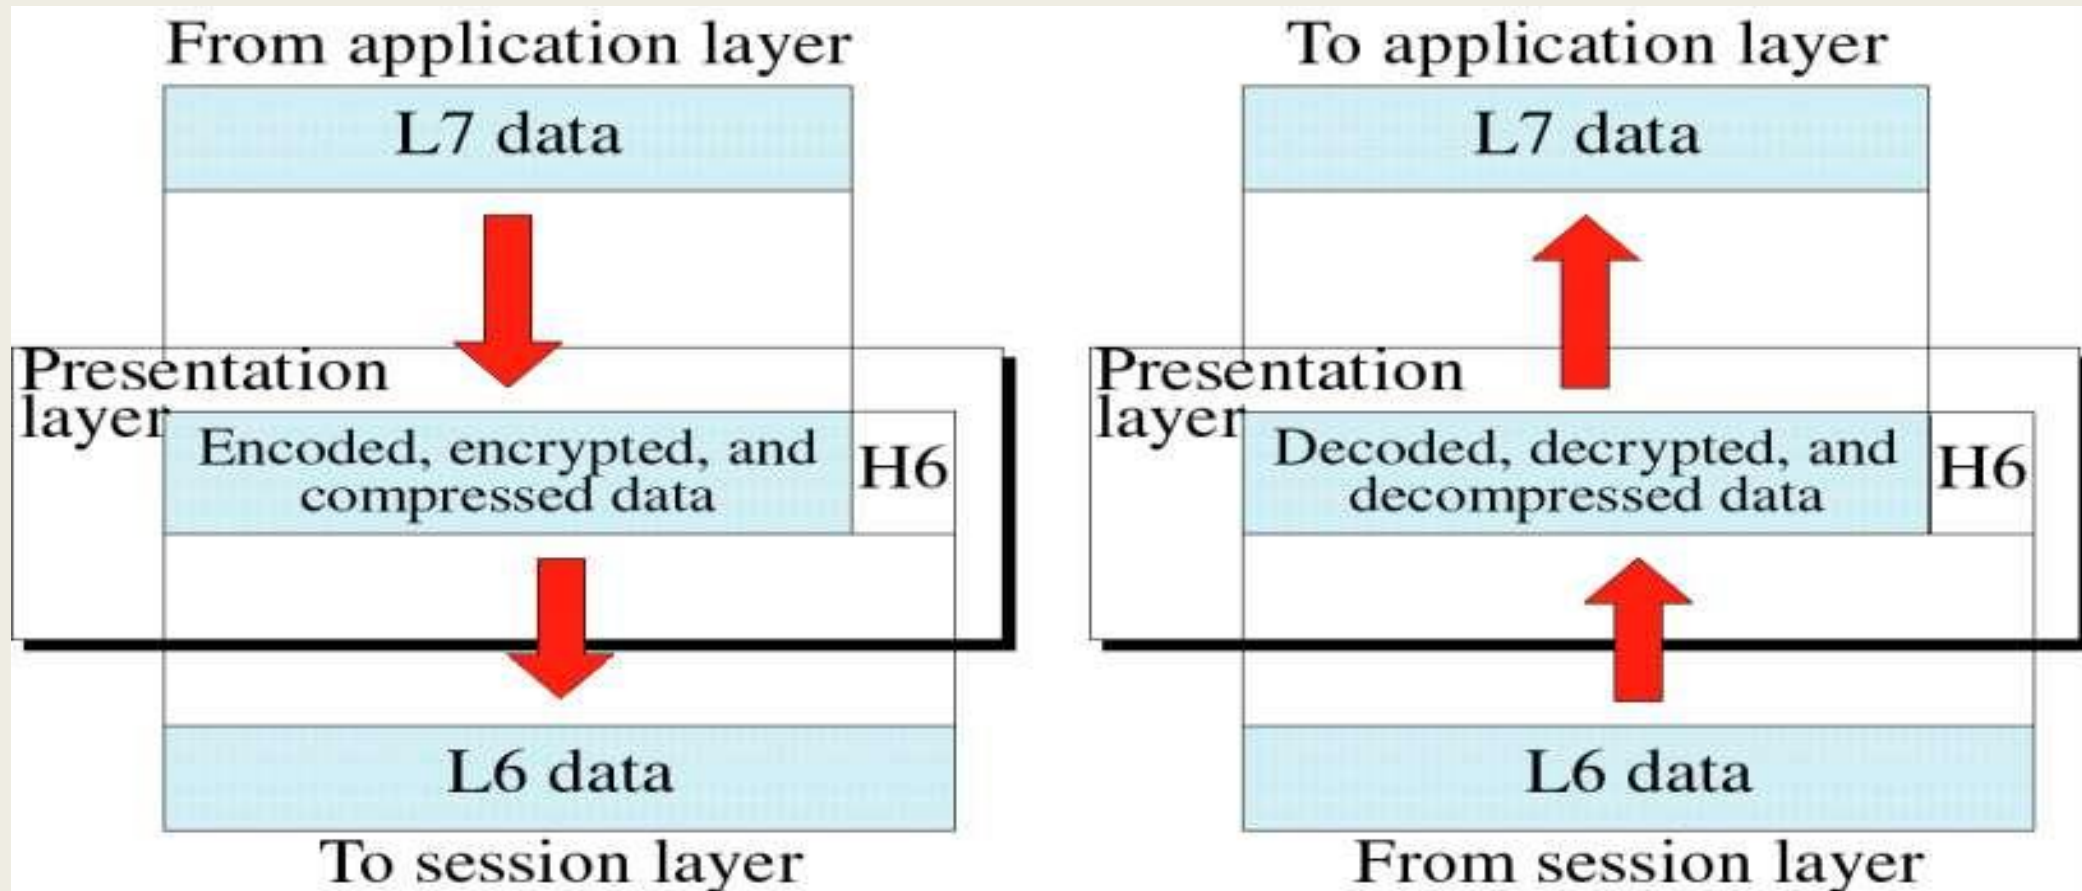 From application layer
L7 data
Presentation
layer
Encoded, encrypted, and
compressed data
H6
L6 data
To session layer
To application layer
L7 data
Presentation
layer
Decoded, decrypted, and
decompressed data
H6
L6 data
From session layer